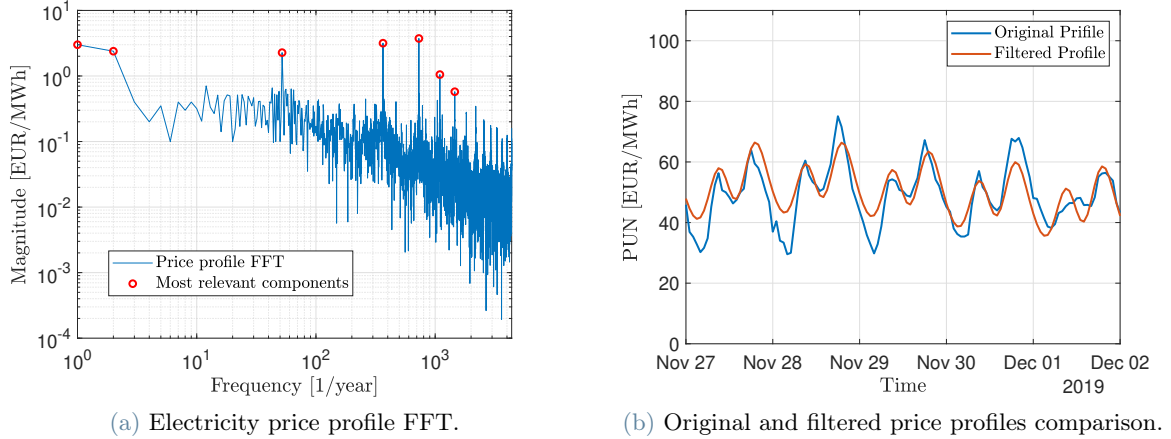 10^1
10^0
10^-1
10^-2
10^-3
10^-4
Magnitude [EUR/MWh]
Price profile FFT
Most relevant components
10^0 10^1 10^2 10^3
Frequency [1/year]
(a) Electricity price profile FFT.
100
80
60
40
20
0
PUN [EUR/MWh]
Original Prifile
Filtered Profile
Nov 27 Nov 28 Nov 29 Nov 30 Dec 01 Dec 02
Time 2019
(b) Original and filtered price profiles comparison.